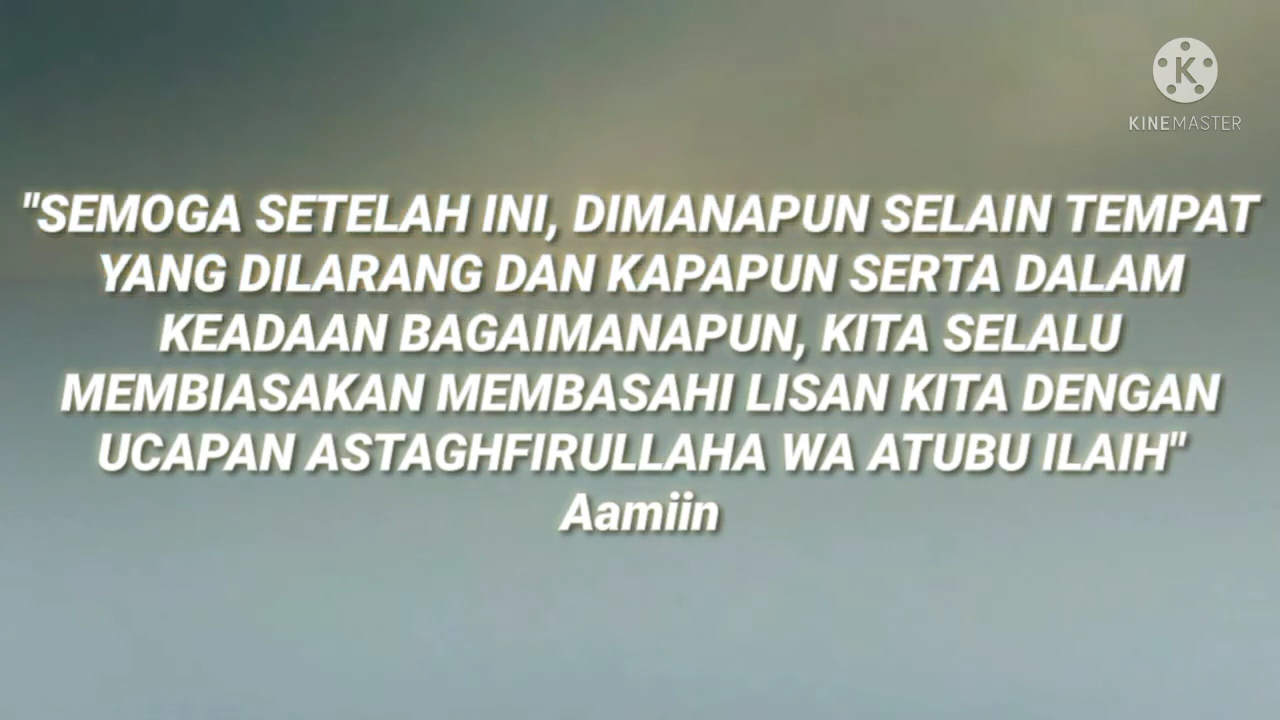 K
KINEMASTER
"SEMOGA SETELAH INI, DIMANAPUN SELAIN TEMPAT
YANG DILARANG DAN KAPAPUN SERTA DALAM
KEADAAN BAGAIMANAPUN, KITA SELALU
MEMBIASAKAN MEMBASAHI LISAN KITA DENGAN
UCAPAN ASTAGHFIRULLAHA WA ATUBU ILAIH"
Aamiin